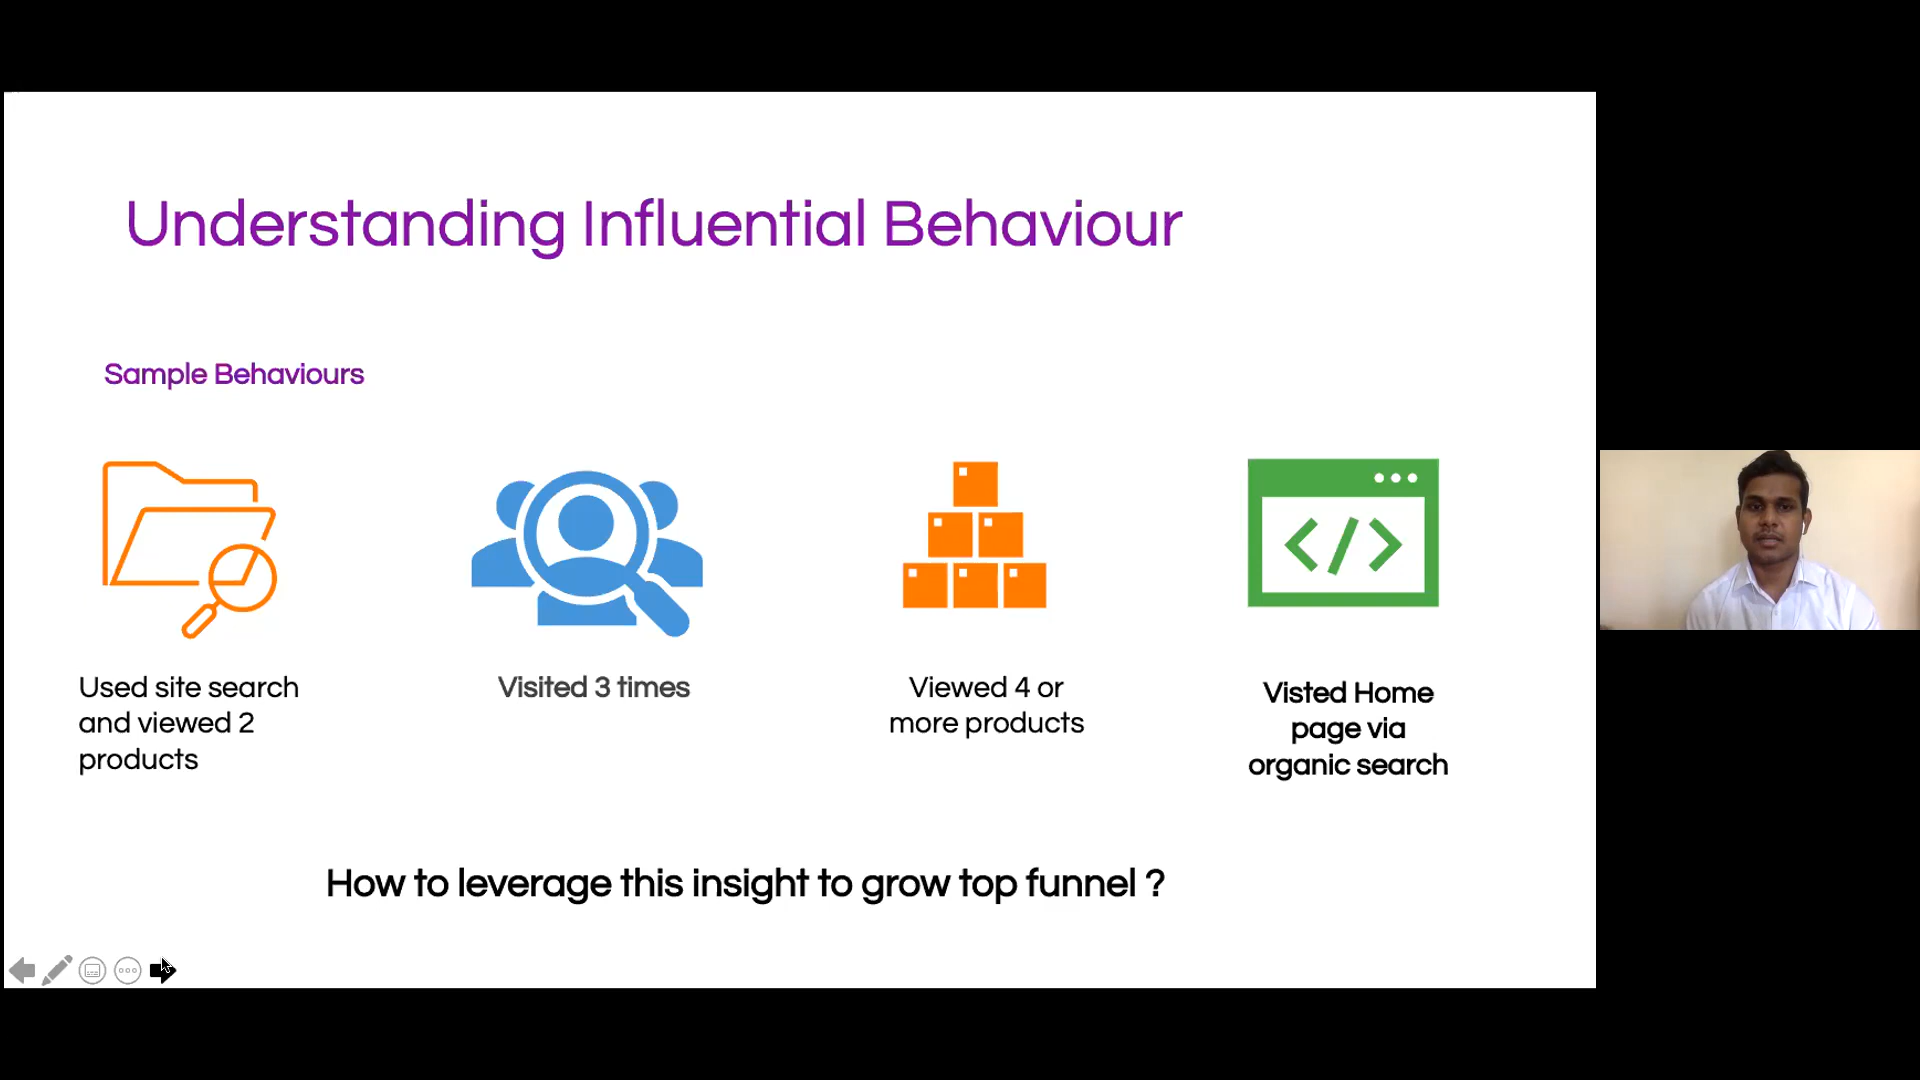 Understanding Influential Behaviour
Sample Behaviours
Used site search
and viewed 2
products
Visited 3 times
Viewed 4 or
more products
Visted Home
page via
organic search
How to leverage this insight to grow top funnel ?